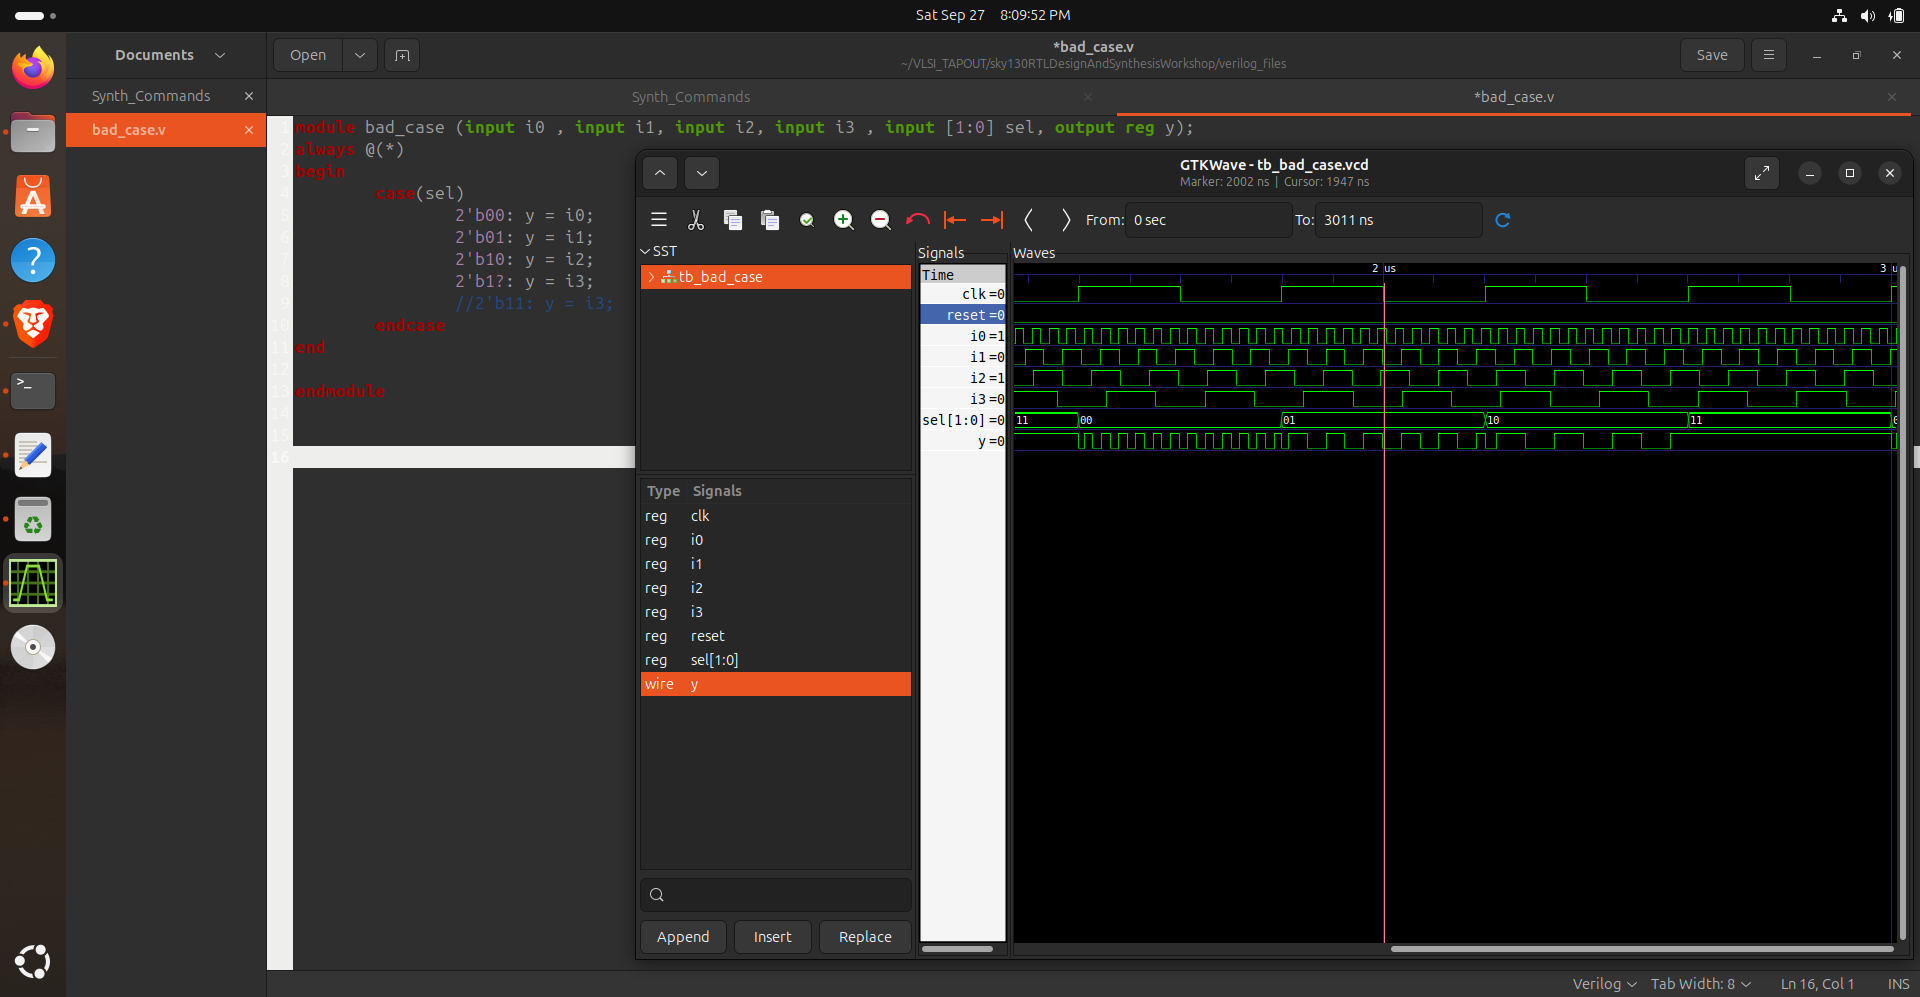 Sat Sep 27 8:09:52 PM
Documents
Open
*bad_case.v
~/VLSI_TAPOUT/sky130RTLDesignAndSynthesisWorkshop/verilog_files
Save
Synth_Commands
bad_case.v
Synth_Commands
*bad_case.v
1 module bad_case (input i0 , input i1, input i2, input i3 , input [1:0] sel, output reg y);
2 always @(*)
3 begin
4 case(sel)
5 2'b00: y = i0;
6 2'b01: y = i1;
7 2'b10: y = i2;
8 2'b1?: y = i3;
9 //2'b11: y = i3;
10 endcase
11 end
12
13 endmodule
14
15
16
GTKWave - tb_bad_case.vcd
Marker: 2002 ns | Cursor: 1947 ns
From: 0 sec To: 3011 ns
SST
tb_bad_case
Type Signals
reg clk
reg i0
reg i1
reg i2
reg i3
reg reset
reg sel[1:0]
wire y
Append Insert Replace
Signals
Time
clk=0
reset=0
i0=1
i1=0
i2=1
i3=0
sel[1:0]=0
y=0
Waves
2 us 3 u
11 00 01 10 11
Verilog Tab Width: 8 Ln 16, Col 1 INS